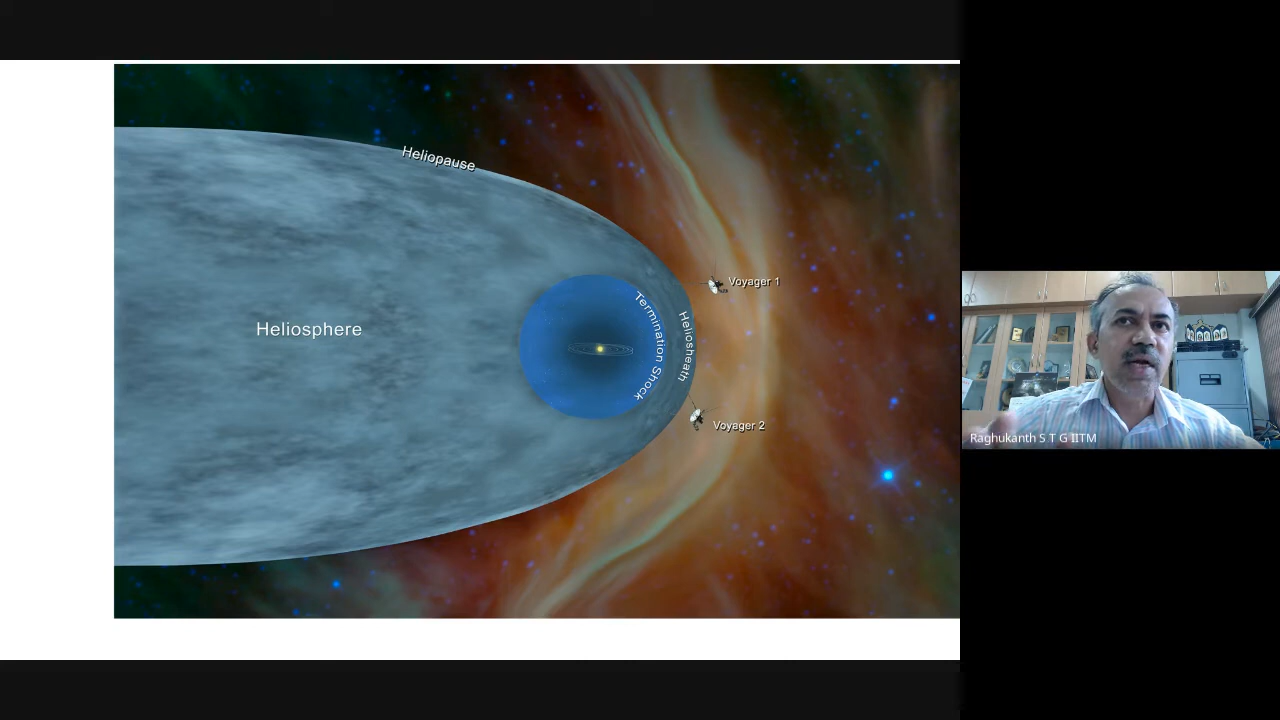 Heliopause
Voyager 1
Heliosphere
Termination Shock
Heliosheath
Voyager 2
Raghukanth S T G IITM